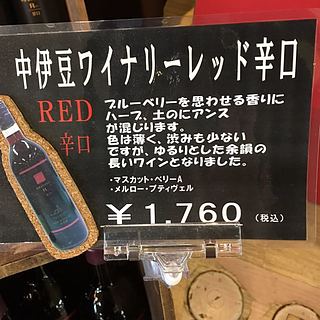 中伊豆ワイナリーレッド辛口
RED
辛口
ブルーベリーを思わせる香りに
ハーブ、土のにアンス
が混じります。
色は薄く、渋みも少ない
ですが、ゆるりとした余韻の
長いワインとなりました。
・マスカット・ベリーA
・メルロー・プティヴェル
¥1,760(税込)